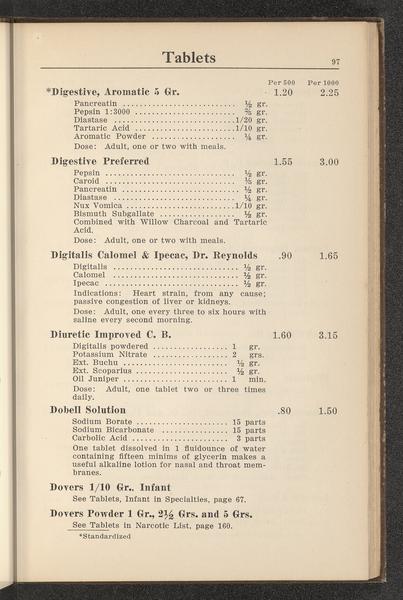 Tablets
97
Per 500 Per 1000
*Digestive, Aromatic 5 Gr. 1.20 2.25
Pancreatin ½ gr.
Pepsin 1:3000 ⅖ gr.
Diastase 1/20 gr.
Tartaric Acid 1/10 gr.
Aromatic Powder ¼ gr.
Dose: Adult, one or two with meals.
Digestive Preferred 1.55 3.00
Pepsin ½ gr.
Caroid gr.
Pancreatin ½ gr.
Diastase ¼ gr.
Nux Vomica 1/10 gr.
Bismuth Subgallate ½ gr.
Combined with Willow Charcoal and Tartaric
Acid.
Dose: Adult, one or two with meals.
Digitalis Calomel & Ipecac, Dr. Reynolds .90 1.65
Digitalis ½ gr.
Calomel ½ gr.
Ipecac ½ gr.
Indications: Heart strain, from any cause;
passive congestion of liver or kidneys.
Dose: Adult, one every three to six hours with
saline every second morning.
Diuretic Improved C. B. 1.60 3.15
Digitalis powdered 1 gr.
Potassium Nitrate 2 grs.
Ext. Buchu ½ gr.
Ext. Scoparius ½ gr.
Oil Juniper 1 min.
Dose: Adult, one tablet two or three times
daily.
Dobell Solution .80 1.50
Sodium Borate 15 parts
Sodium Bicarbonate 15 parts
Carbolic Acid 3 parts
One tablet dissolved in 1 fluidounce of water
containing fifteen minims of glycerin makes a
useful alkaline lotion for nasal and throat mem-
branes.
Dovers 1/10 Gr., Infant
See Tablets, Infant in Specialties, page 67.
Dovers Powder 1 Gr., 2½ Grs. and 5 Grs.
See Tablets in Narcotic List, page 160.
*Standardized